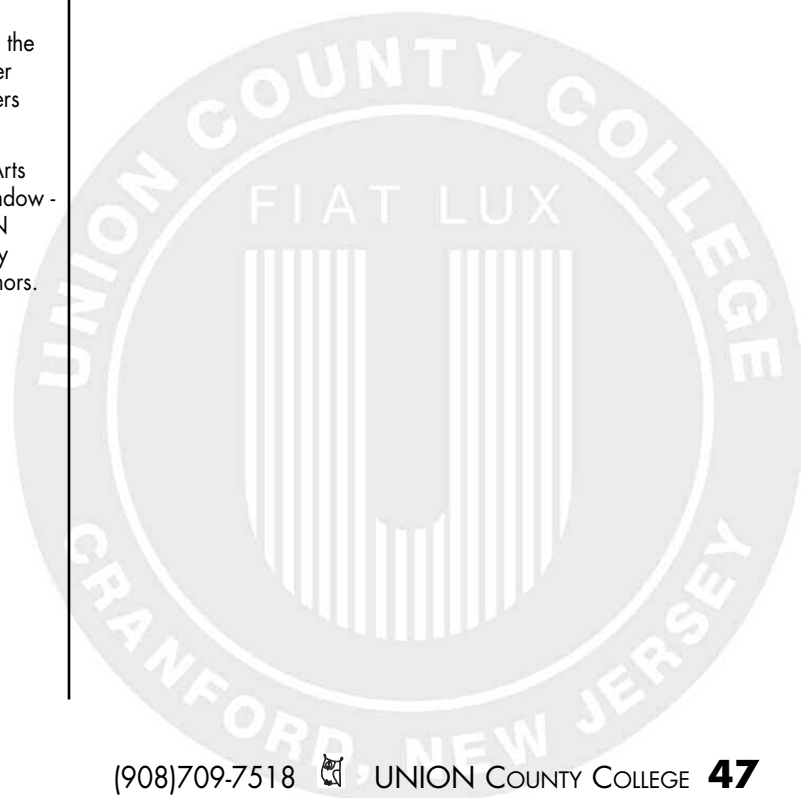 the
er
ers
Arts
ndow -
N
y
nors.
UNION COUNTY COLLEGE
FIAT LUX
CRANFORD, NEW JERSEY
(908)709-7518 UNION COUNTY COLLEGE 47